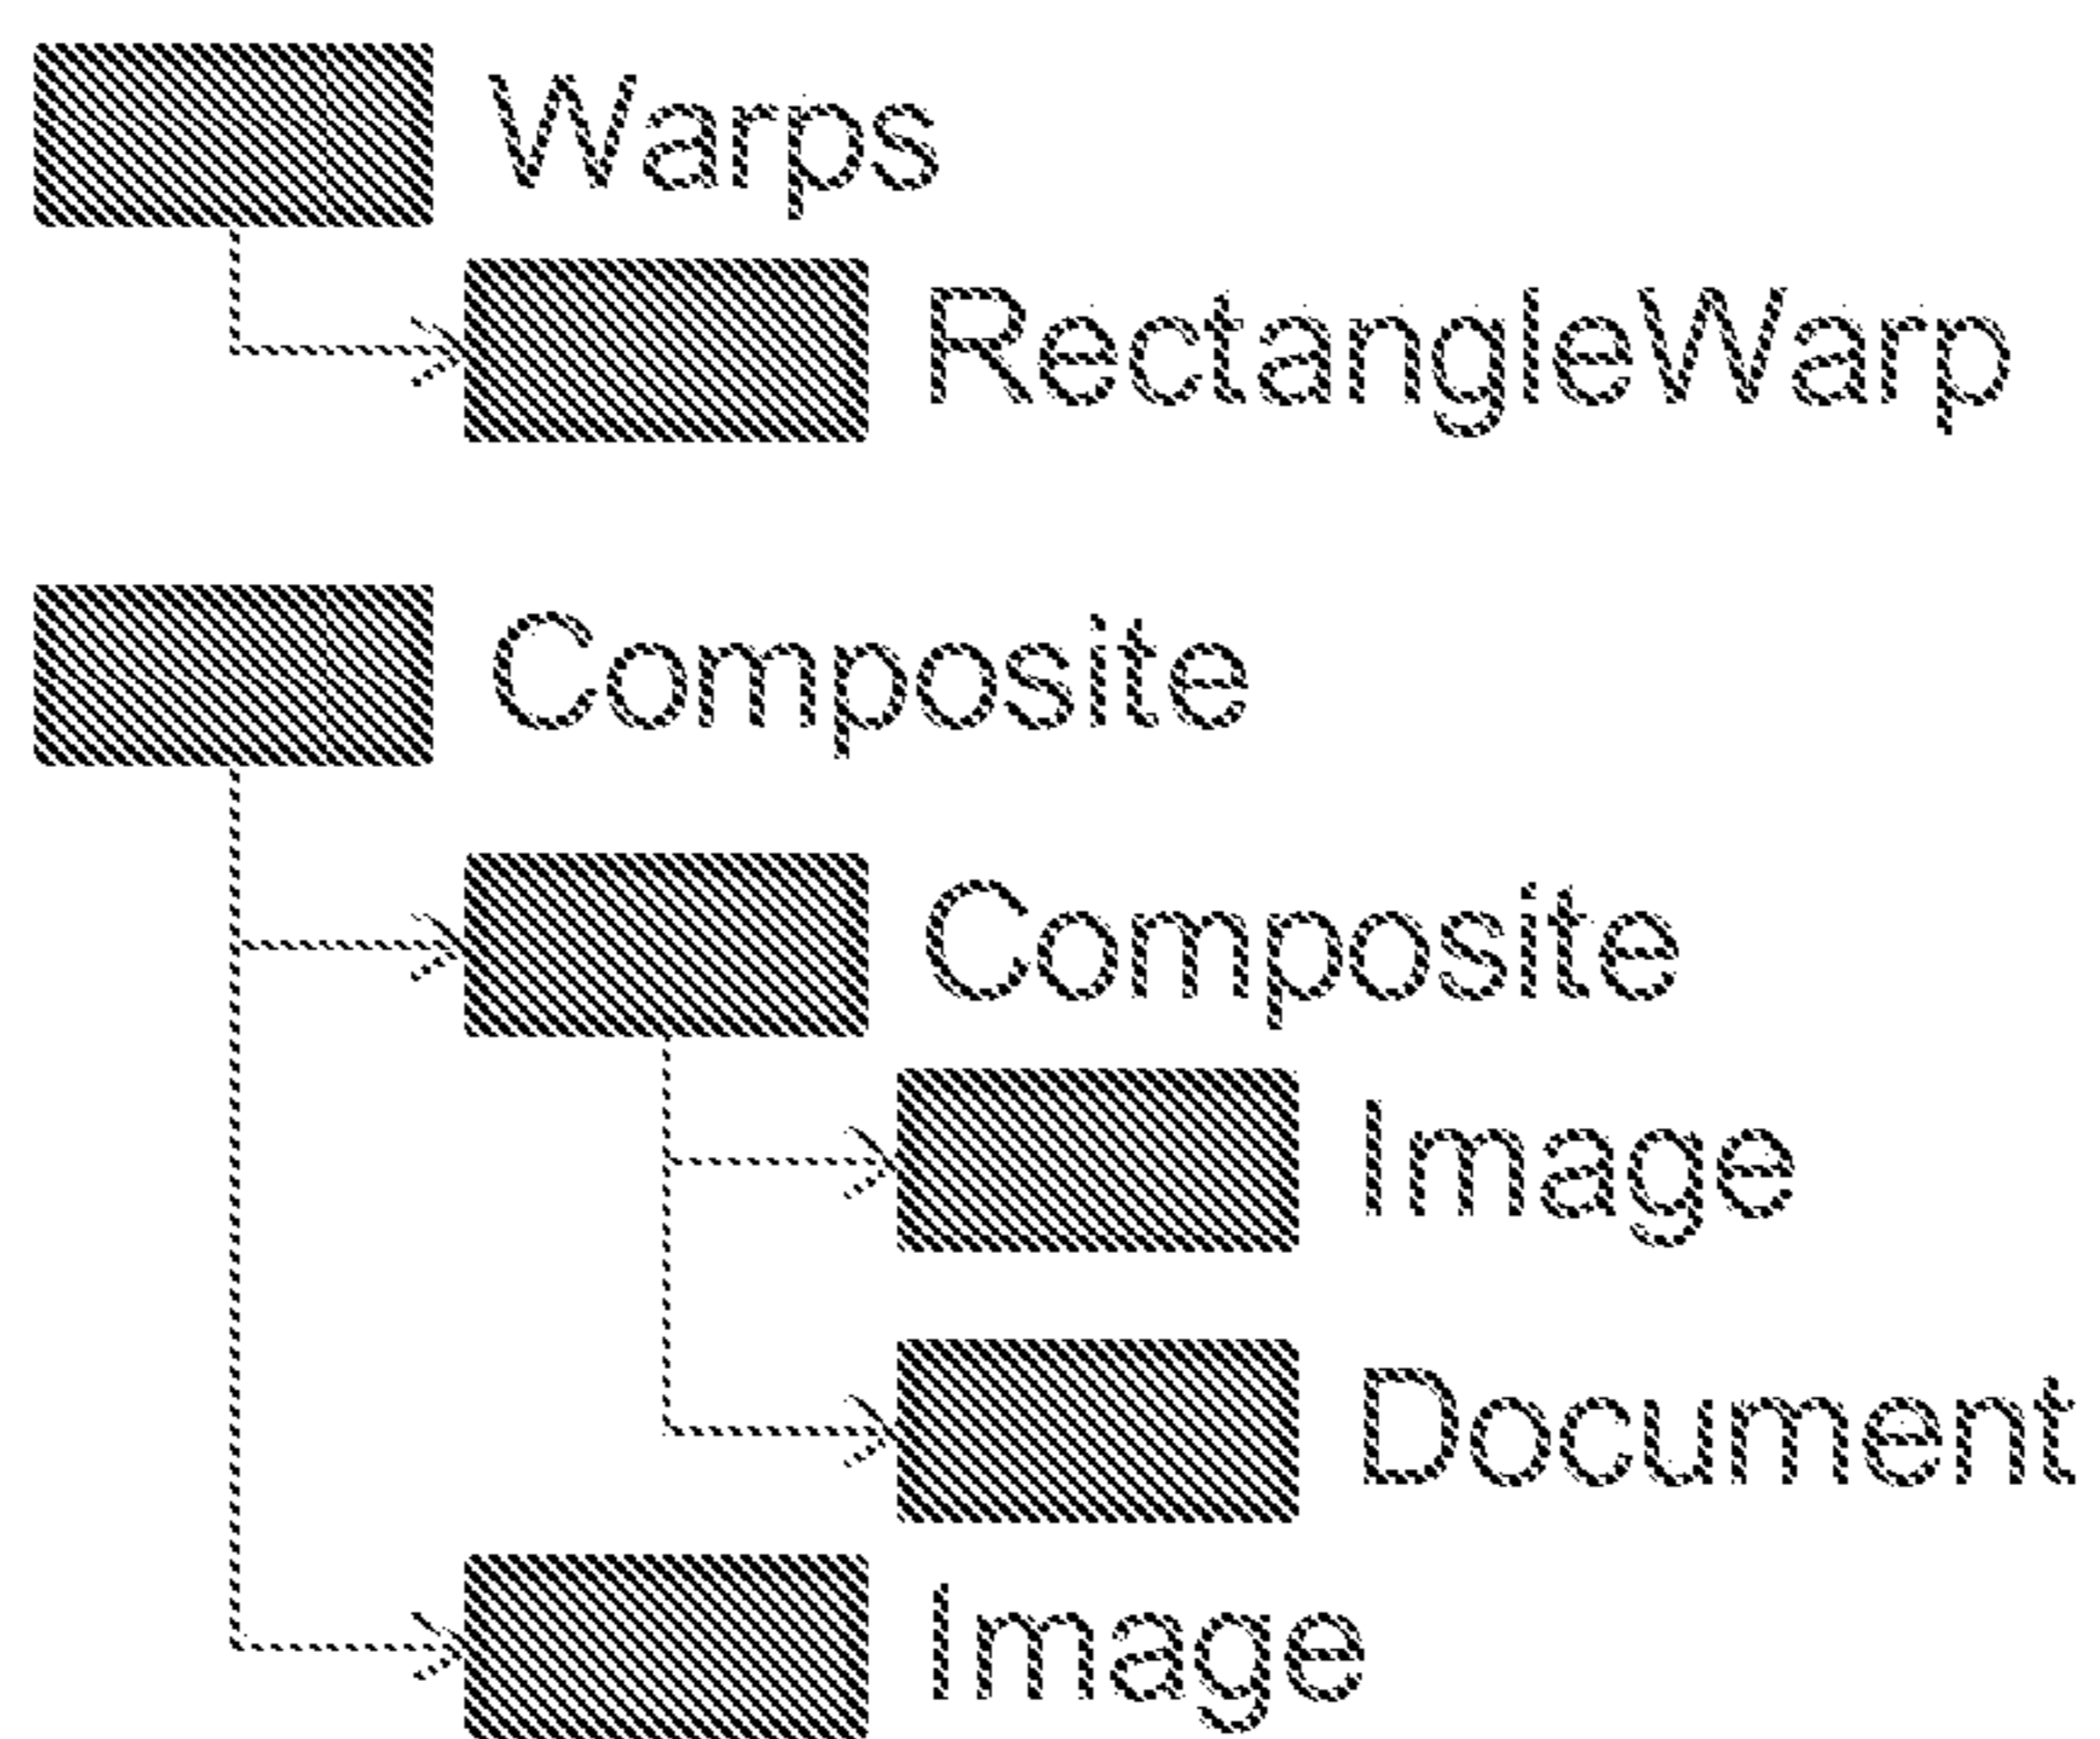 Warps
RectangleWarp
Composite
Composite
Image
Document
Image